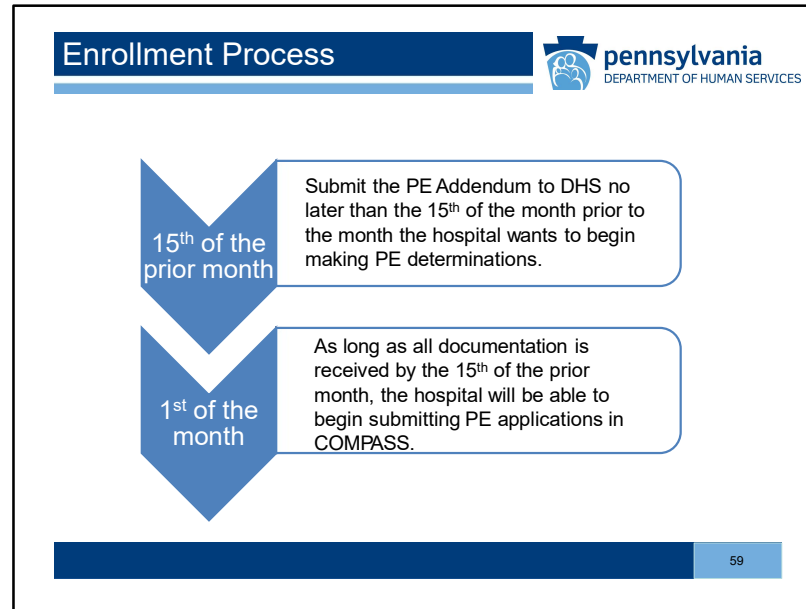 Enrollment Process
pennsylvania
DEPARTMENT OF HUMAN SERVICES
15th of the
prior month
Submit the PE Addendum to DHS no
later than the 15th of the month prior to
the month the hospital wants to begin
making PE determinations.
1st of the
month
As long as all documentation is
received by the 15th of the prior
month, the hospital will be able to
begin submitting PE applications in
COMPASS.
59